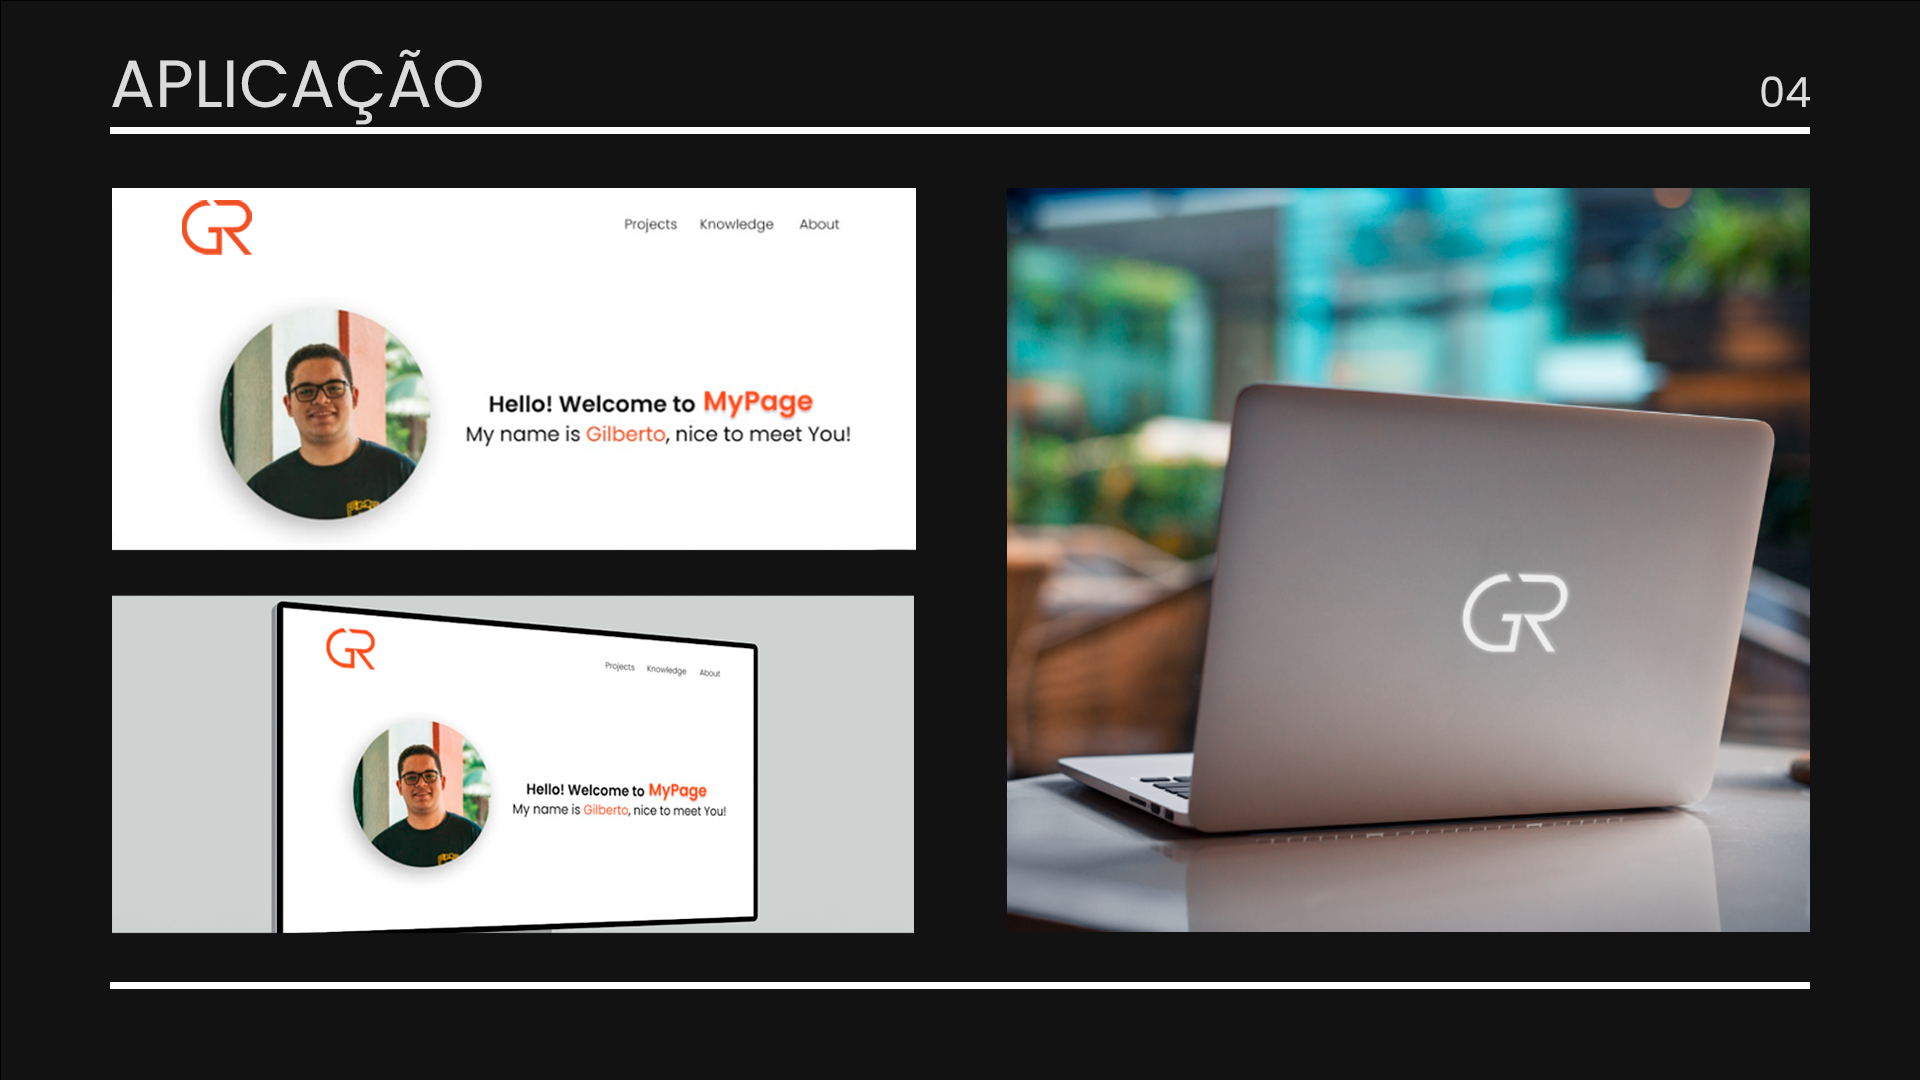 APLICAÇÃO
04
GR
Projects Knowledge About
Hello! Welcome to MyPage
My name is Gilberto, nice to meet You!
GR
Projects Knowledge About
Hello! Welcome to MyPage
My name is Gilberto, nice to meet You!
GR